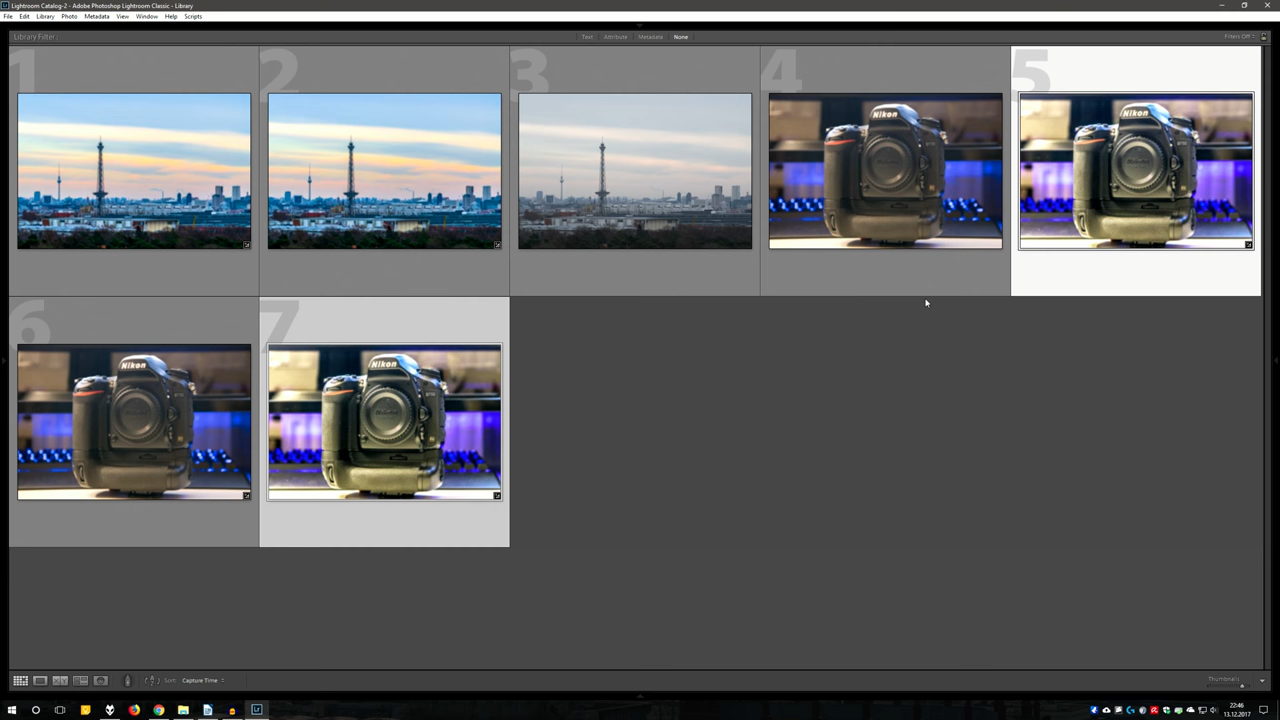 Lightroom Catalog-2 - Adobe Photoshop Lightroom Classic - Library
File Edit Library Photo Metadata View Window Help Scripts
Library Filter :
Text Attribute Metadata None
Filters Off
1 2 3 4 5
Nikon
Nikon
6 7
Nikon
Nikon
Sort: Capture Time
Thumbnails
22:46
13.12.2017